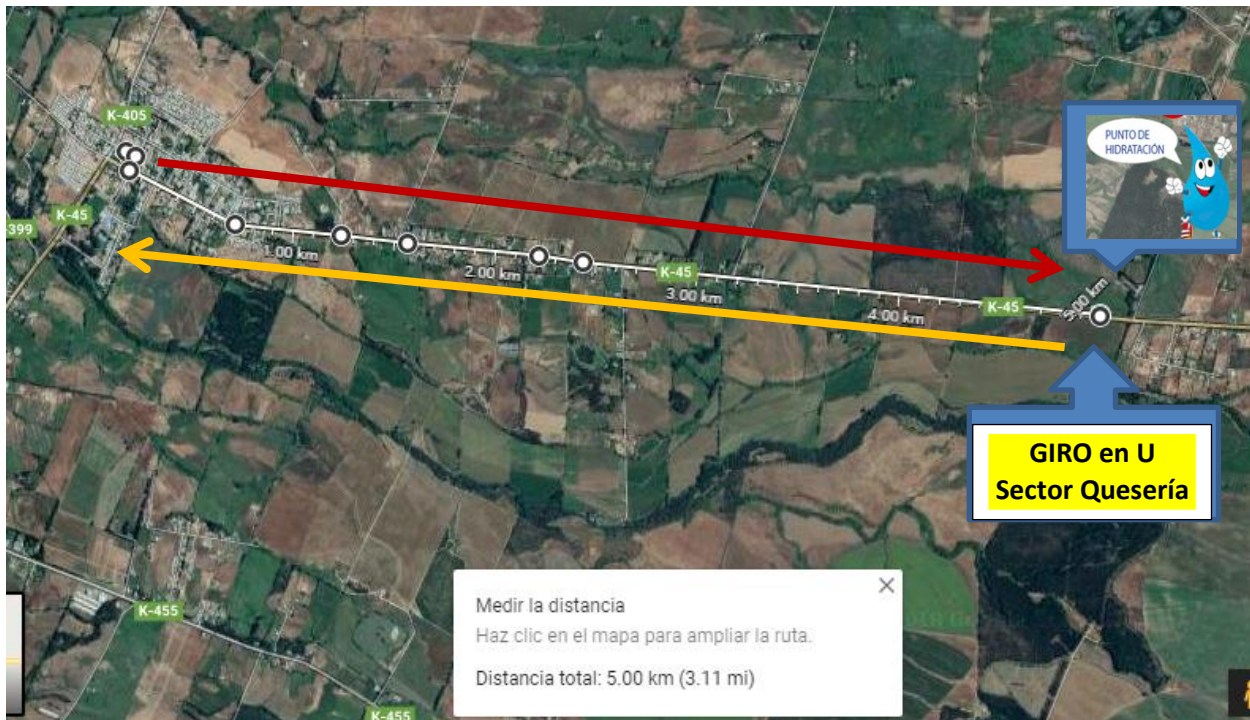 K-405
PUNTO DE
HIDRATACIÓN
K-45
-399
1.00 km
2.00 km
K-45
3.00 km
4.00 km
K-45
5.00 km
GIRO en U
Sector Quesería
Medir la distancia
Haz clic en el mapa para ampliar la ruta.
Distancia total: 5.00 km (3.11 mi)
K-455
K-455